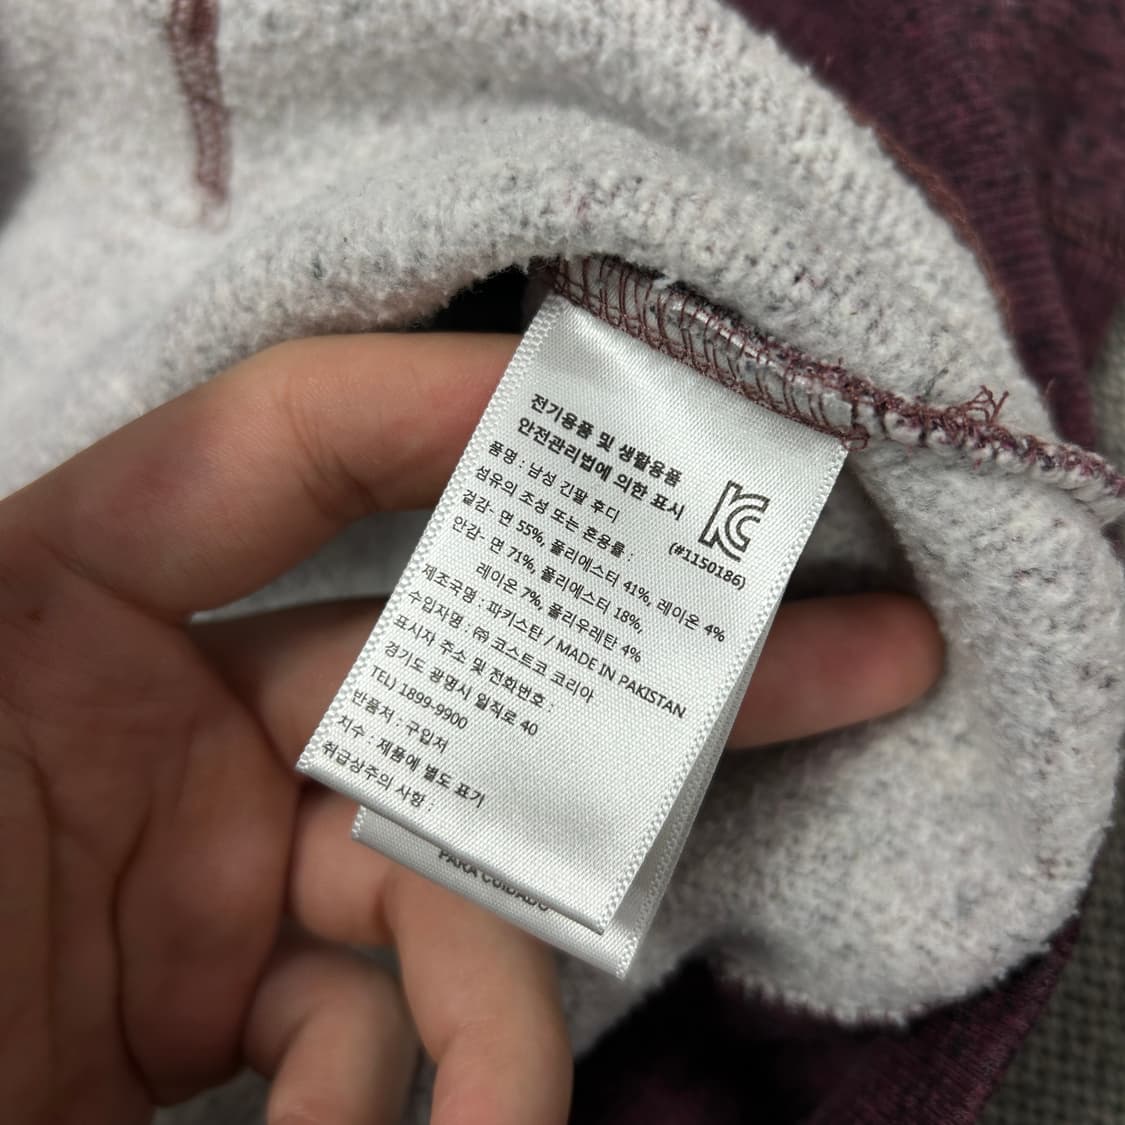 전기용품 및 생활용품
안전관리법에 의한 표시
품명 : 남성 긴팔 후디
(#1150186)
섬유의 조성 또는 혼용률 :
겉감- 면 55%, 폴리에스터 41%, 레이온 4%
안감- 면 71%, 폴리에스터 18%,
레이온 7%, 폴리우레탄 4%
제조국명 : 파키스탄 / MADE IN PAKISTAN
수입자명 : ㈜ 코스트코 코리아
표시자 주소 및 전화번호 :
경기도 광명시 일직로 40
TEL) 1899-9900
반품처 : 구입처
치수 : 제품에 별도 표기
취급상주의 사항 :
PARA CUIDADO